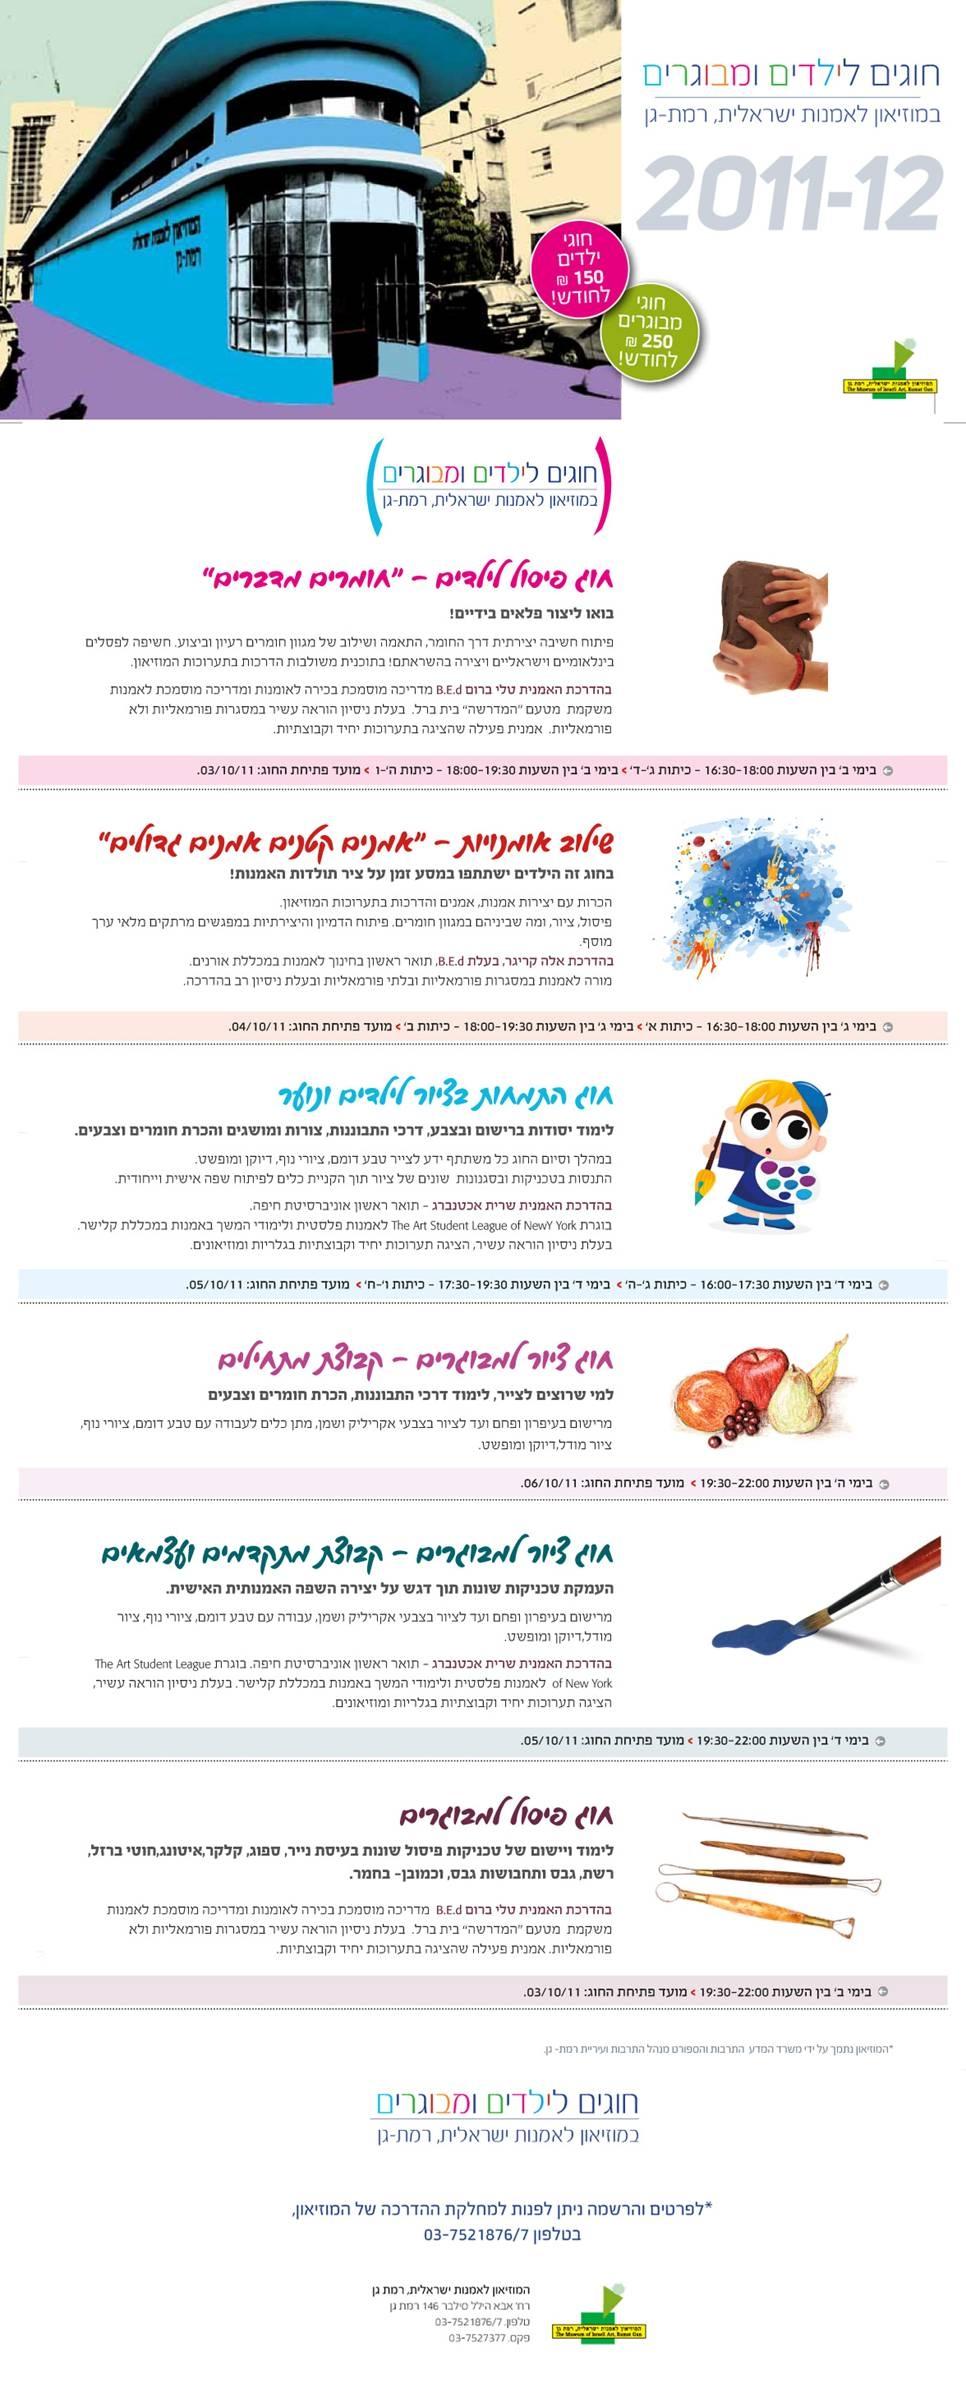 חוגים לילדים ומבוגרים
במוזיאון לאמנות ישראלית, רמת-גן
2011-12
המוזיאון לאמנות ישראלית
רמת-גן
חוגי
ילדים
150 ₪
לחודש!
חוגי
מבוגרים
250 ₪
לחודש!
המוזיאון לאמנות ישראלית, רמת גן
The Museum of Israeli Art, Ramat Gan
חוגים לילדים ומבוגרים
במוזיאון לאמנות ישראלית, רמת-גן
חוג פיסול לילדים - "חומרים מדברים"
בואו ליצור פלאים בידיים!
פיתוח חשיבה יצירתית דרך החומר, התאמה ושילוב של מגוון חומרים רעיון וביצוע. חשיפה לפסלים
בינלאומיים וישראליים ויצירה בהשראתם! בתוכנית משולבות הדרכות בתערוכות המוזיאון.
בהדרכת האמנית טלי ברום B.E.d מדריכה מוסמכת בכירה לאומנות ומדריכה מוסמכת לאמנות
משקמת מטעם "המדרשה" בית ברל. בעלת ניסיון הוראה עשיר במסגרות פורמאליות ולא
פורמאליות. אמנית פעילה שהציגה בתערוכות יחיד וקבוצתיות.
בימי ב' בין השעות 16:30-18:00 - כיתות ג'-ד' > בימי ב' בין השעות 18:00-19:30 - כיתות ה'-ו > מועד פתיחת החוג: 03/10/11.
שילוב אומנויות - "אמנים קטנים אמנים גדולים"
בחוג זה הילדים ישתתפו במסע זמן על ציר תולדות האמנות!
הכרות עם יצירות אמנות, אמנים והדרכות בתערוכות המוזיאון.
פיסול, ציור, ומה שביניהם במגוון חומרים. פיתוח הדמיון והיצירתיות במפגשים מרתקים מלאי ערך
מוסף.
בהדרכת אלה קריגר, בעלת B.E.d, תואר ראשון בחינוך לאמנות במכללת אורנים.
מורה לאמנות במסגרות פורמאליות ובלתי פורמאליות ובעלת ניסיון רב בהדרכה.
בימי ג' בין השעות 16:30-18:00 - כיתות א' > בימי ג' בין השעות 18:00-19:30 - כיתות ב' > מועד פתיחת החוג: 04/10/11.
חוג התמחות בציור לילדים ונוער
לימוד יסודות ברישום ובצבע, דרכי התבוננות, צורות ומושגים והכרת חומרים וצבעים.
במהלך וסיום החוג כל משתתף ידע לצייר טבע דומם, ציורי נוף, דיוקן ומופשט.
התנסות בטכניקות ובסגנונות שונים של ציור תוך הקניית כלים לפיתוח שפה אישית וייחודית.
בהדרכת האמנית שרית אכטנברג - תואר ראשון אוניברסיטת חיפה.
בוגרת The Art Student League of NewY York לאמנות פלסטית ולימודי המשך באמנות במכללת קלישר.
בעלת ניסיון הוראה עשיר, הציגה תערוכות יחיד וקבוצתיות בגלריות ומוזיאונים.
בימי ד' בין השעות 16:00-17:30 - כיתות ג'-ה' > בימי ד' בין השעות 17:30-19:30 - כיתות ו'-ח' > מועד פתיחת החוג: 05/10/11.
חוג ציור למבוגרים - קבוצת מתחילים
למי שרוצים לצייר, לימוד דרכי התבוננות, הכרת חומרים וצבעים
מרישום בעיפרון ופחם ועד לציור בצבעי אקריליק ושמן, מתן כלים לעבודה עם טבע דומם, ציורי נוף,
ציור מודל,דיוקן ומופשט.
בימי ה' בין השעות 19:30-22:00 > מועד פתיחת החוג: 06/10/11.
חוג ציור למבוגרים - קבוצת מתקדמים ועצמאים
העמקת טכניקות שונות תוך דגש על יצירה השפה האמנותית האישית.
מרישום בעיפרון ופחם ועד לציור בצבעי אקריליק ושמן, עבודה עם טבע דומם, ציורי נוף, ציור
מודל,דיוקן ומופשט.
בהדרכת האמנית שרית אכטנברג - תואר ראשון אוניברסיטת חיפה. בוגרת The Art Student League
of New York לאמנות פלסטית ולימודי המשך באמנות במכללת קלישר. בעלת ניסיון הוראה עשיר,
הציגה תערוכות יחיד וקבוצתיות בגלריות ומוזיאונים.
בימי ד' בין השעות 19:30-22:00 > מועד פתיחת החוג: 05/10/11.
חוג פיסול למבוגרים
לימוד ויישום של טכניקות פיסול שונות בעיסת נייר, ספוג, קלקר,איטונג,חוטי ברזל,
רשת, גבס ותחבושות גבס, וכמובן- בחמר.
בהדרכת האמנית טלי ברום B.E.d מדריכה מוסמכת בכירה לאומנות ומדריכה מוסמכת לאמנות
משקמת מטעם "המדרשה" בית ברל. בעלת ניסיון הוראה עשיר במסגרות פורמאליות ולא
פורמאליות. אמנית פעילה שהציגה בתערוכות יחיד וקבוצתיות.
בימי ב' בין השעות 19:30-22:00 > מועד פתיחת החוג: 03/10/11.
*המוזיאון נתמך על ידי משרד המדע התרבות והספורט מנהל התרבות ועיריית רמת- גן.
חוגים לילדים ומבוגרים
במוזיאון לאמנות ישראלית, רמת-גן
*לפרטים והרשמה ניתן לפנות למחלקת ההדרכה של המוזיאון,
בטלפון 03-7521876/7
המוזיאון לאמנות ישראלית, רמת גן
רח' אבא הילל סילבר 146 רמת גן
טלפון. 03-7521876/7
פקס. 03-7527377
המוזיאון לאמנות ישראלית, רמת גן
The Museum of Israeli Art, Ramat Gan